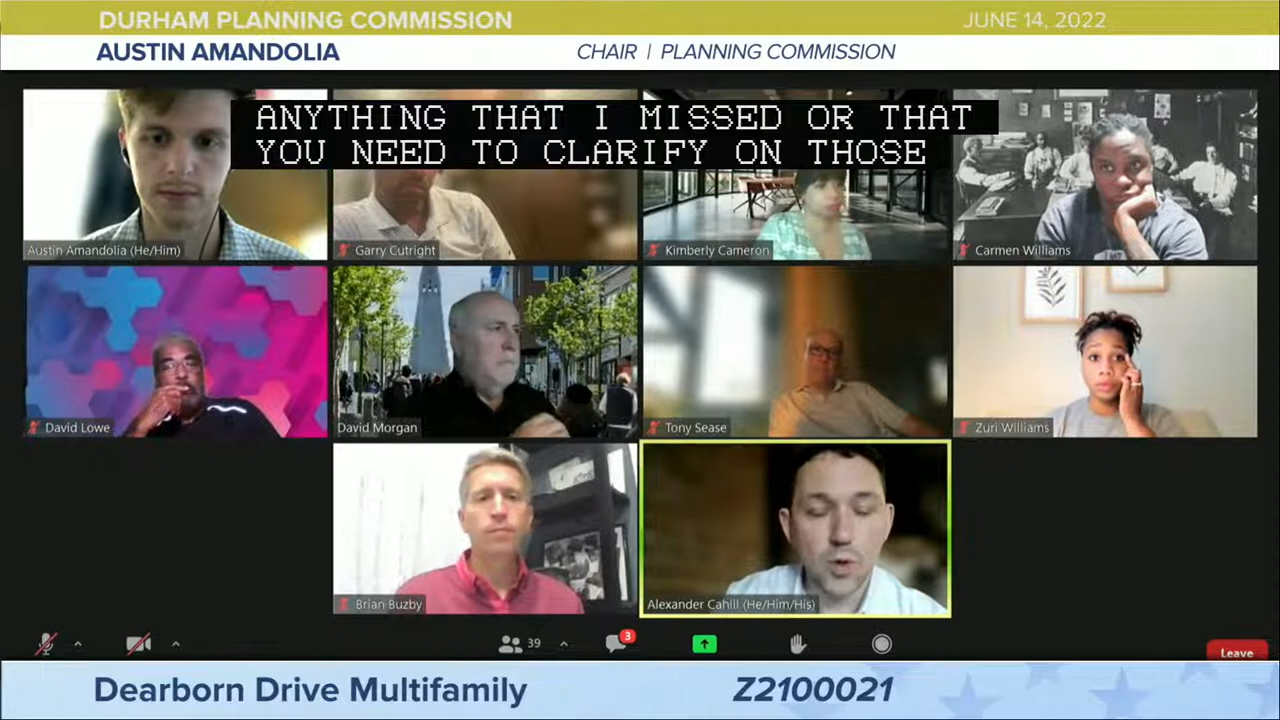 DURHAM PLANNING COMMISSION JUNE 14, 2022
AUSTIN AMANDOLIA CHAIR | PLANNING COMMISSION
ANYTHING THAT I MISSED OR THAT
YOU NEED TO CLARIFY ON THOSE
Austin Amandolia (He/Him) Garry Cutright Kimberly Cameron Carmen Williams
David Lowe David Morgan Tony Sease Zuri Williams
Brian Buzby Alexander Cahill (He/Him/His)
39 3 Leave
Dearborn Drive Multifamily Z2100021